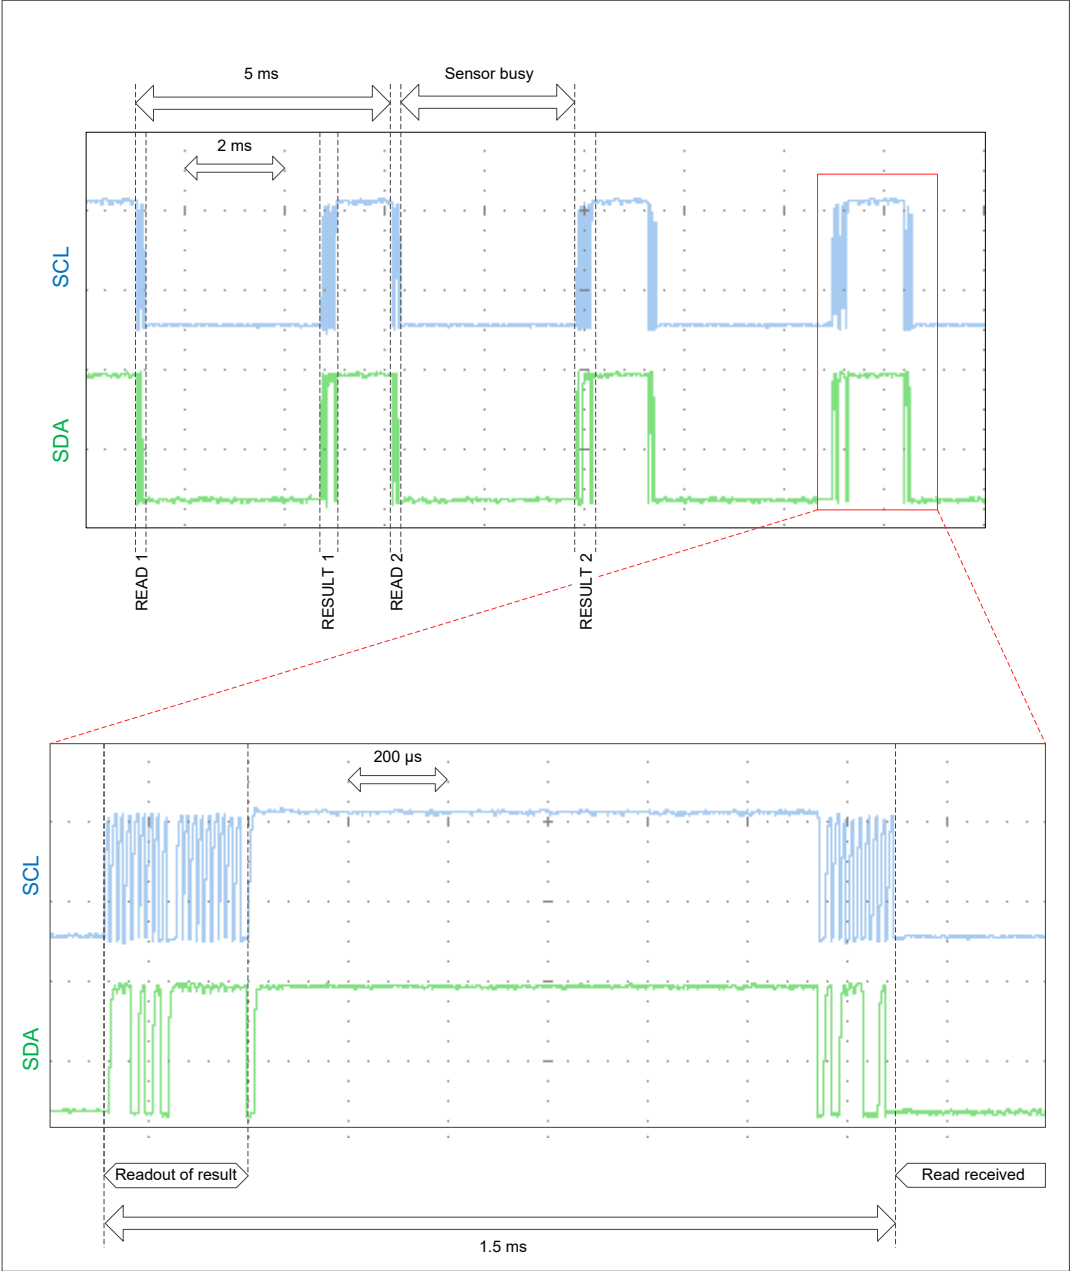 5 ms
Sensor busy
2 ms
SCL
SDA
READ 1
RESULT 1
READ 2
RESULT 2
200 µs
SCL
SDA
Readout of result
Read received
1.5 ms